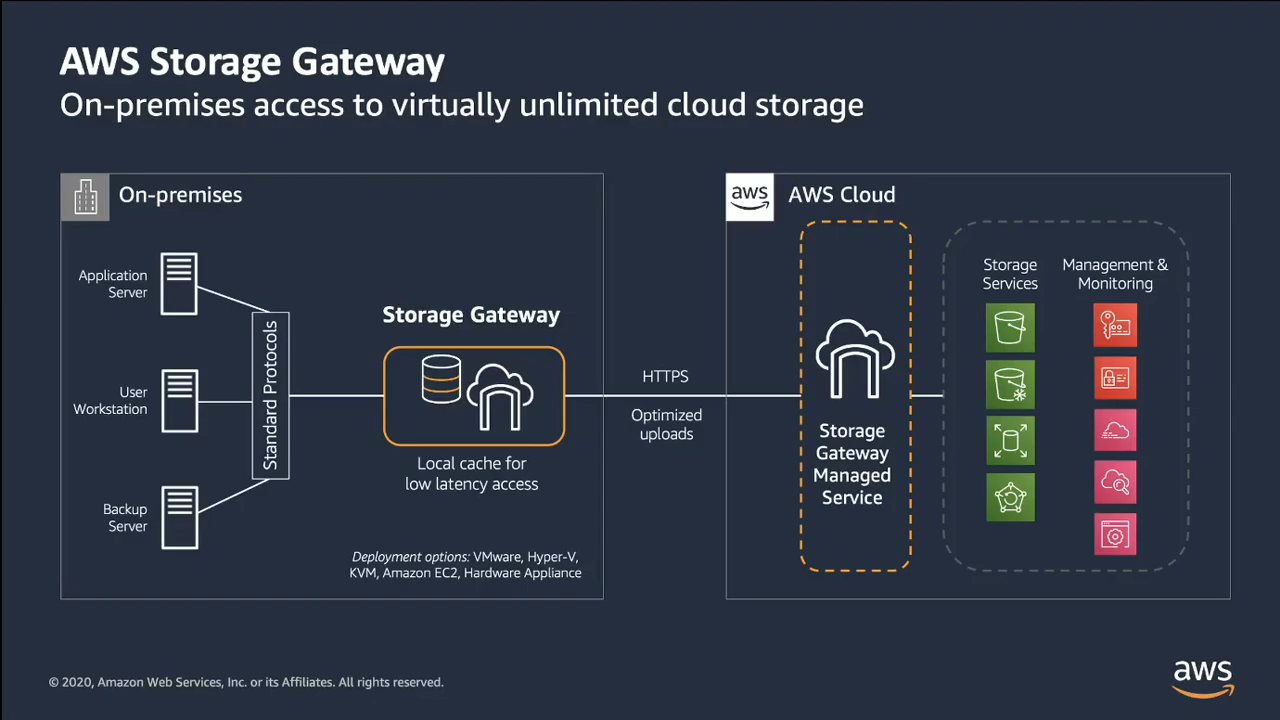 AWS Storage Gateway
On-premises access to virtually unlimited cloud storage
On-premises
Application
Server
User
Workstation
Backup
Server
Standard Protocols
Storage Gateway
Local cache for
low latency access
Deployment options: VMware, Hyper-V,
KVM, Amazon EC2, Hardware Appliance
HTTPS
Optimized
uploads
aws
AWS Cloud
Storage
Gateway
Managed
Service
Storage
Services
Management &
Monitoring
© 2020, Amazon Web Services, Inc. or its Affiliates. All rights reserved.
aws